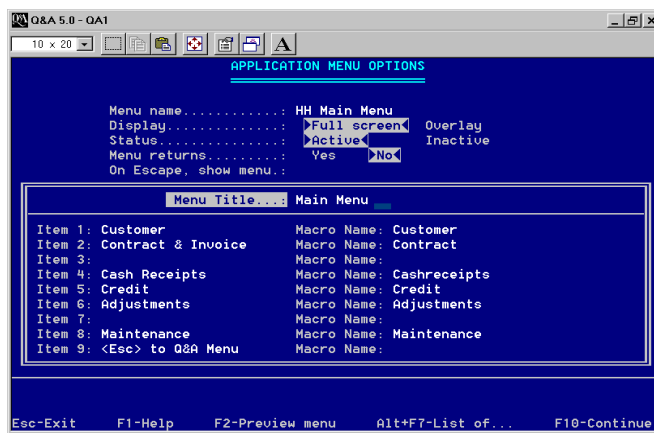 Q&A 5.0 - QA1
10 x 20
A
APPLICATION MENU OPTIONS
Menu name............: HH Main Menu
Display..............: Full screen Overlay
Status...............: Active Inactive
Menu returns.........: Yes No
On Escape, show menu.:
Menu Title...: Main Menu
Item 1: Customer Macro Name: Customer
Item 2: Contract & Invoice Macro Name: Contract
Item 3: Macro Name:
Item 4: Cash Receipts Macro Name: Cashreceipts
Item 5: Credit Macro Name: Credit
Item 6: Adjustments Macro Name: Adjustments
Item 7: Macro Name:
Item 8: Maintenance Macro Name: Maintenance
Item 9: <Esc> to Q&A Menu Macro Name:
Esc-Exit F1-Help F2-Preview menu Alt+F7-List of... F10-Continue